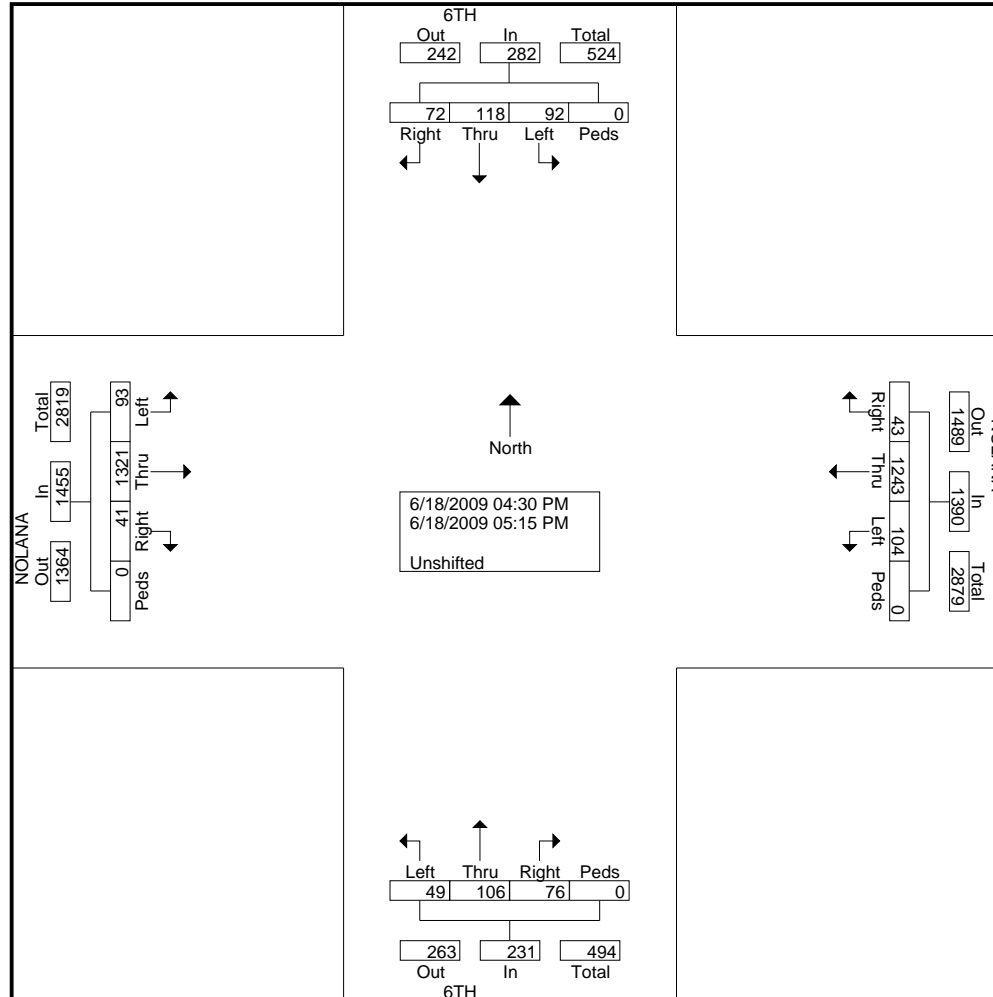 6TH
Out In Total
242 282 524
72 118 92 0
Right Thru Left Peds
NOLANA
Total In Out
2819 1455 1364
93 1321 41 0
Left Thru Right Peds
North
6/18/2009 04:30 PM
6/18/2009 05:15 PM
Unshifted
Right Thru Left Peds
43 1243 104 0
Out In Total
1489 1390 2879
Left Thru Right Peds
49 106 76 0
263 231 494
Out In Total
6TH